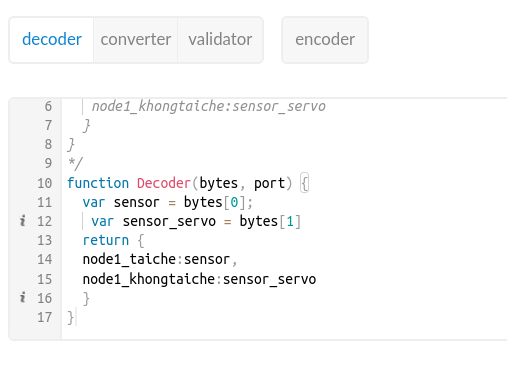 decoder converter validator encoder
6 node1_khongtaiche:sensor_servo
7 }
8 }
9 */
10 function Decoder(bytes, port) {
11 var sensor = bytes[0];
i 12 var sensor_servo = bytes[1]
13 return {
14 node1_taiche:sensor,
15 node1_khongtaiche:sensor_servo
i 16 }
17 }